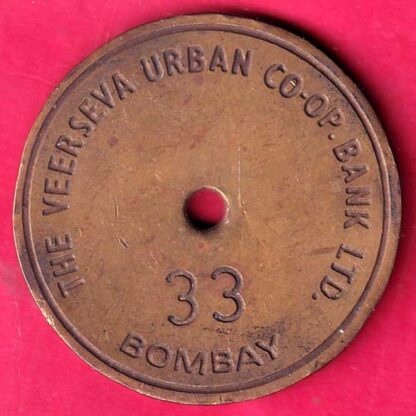 THE VEERSEVA URBAN CO-OP. BANK LTD.
33
BOMBAY